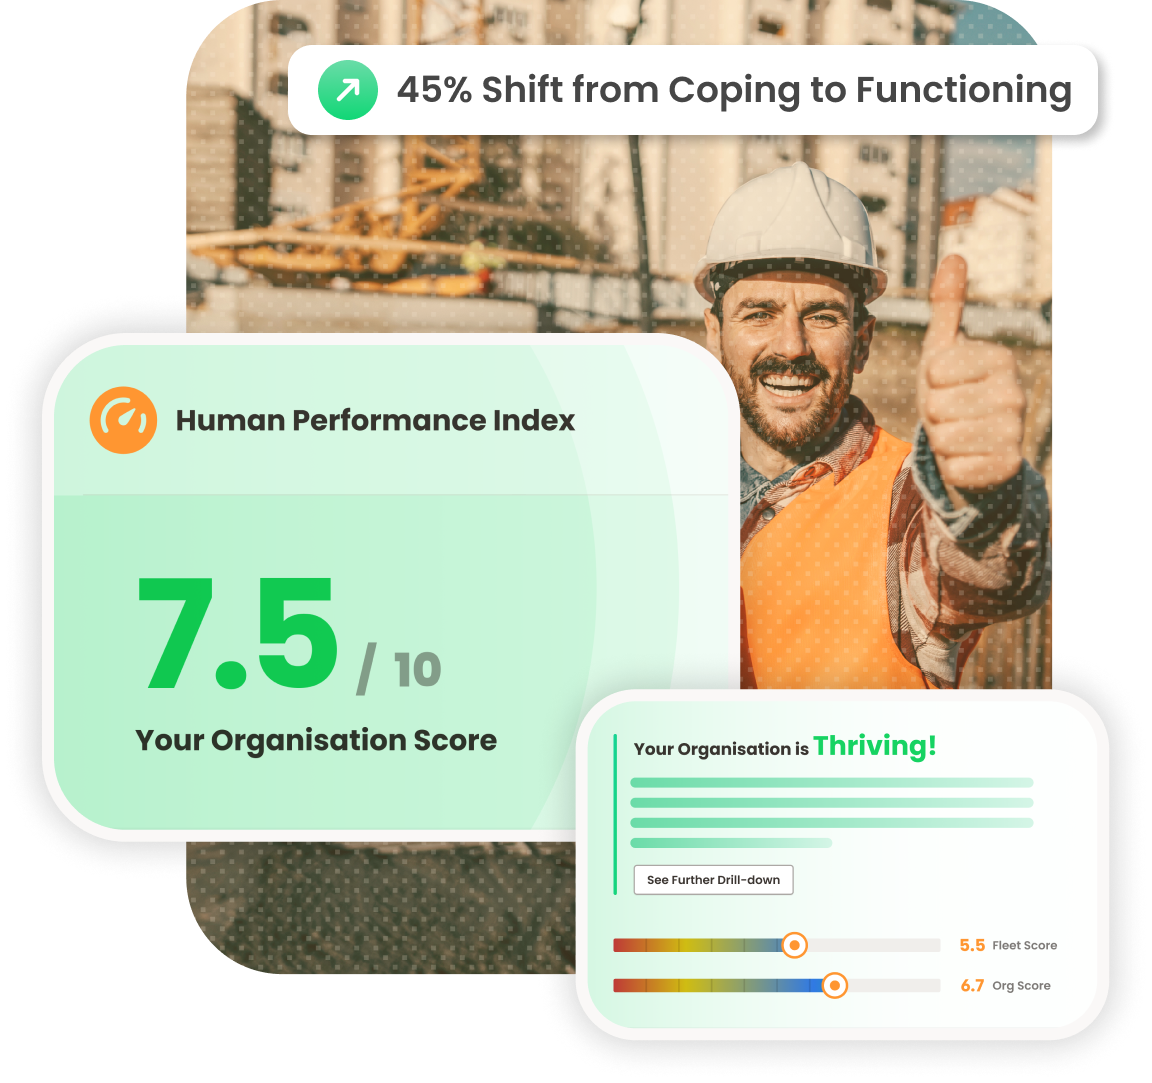 45% Shift from Coping to Functioning
Human Performance Index
7.5 / 10
Your Organisation Score
Your Organisation is Thriving!
See Further Drill-down
5.5 Fleet Score
6.7 Org Score